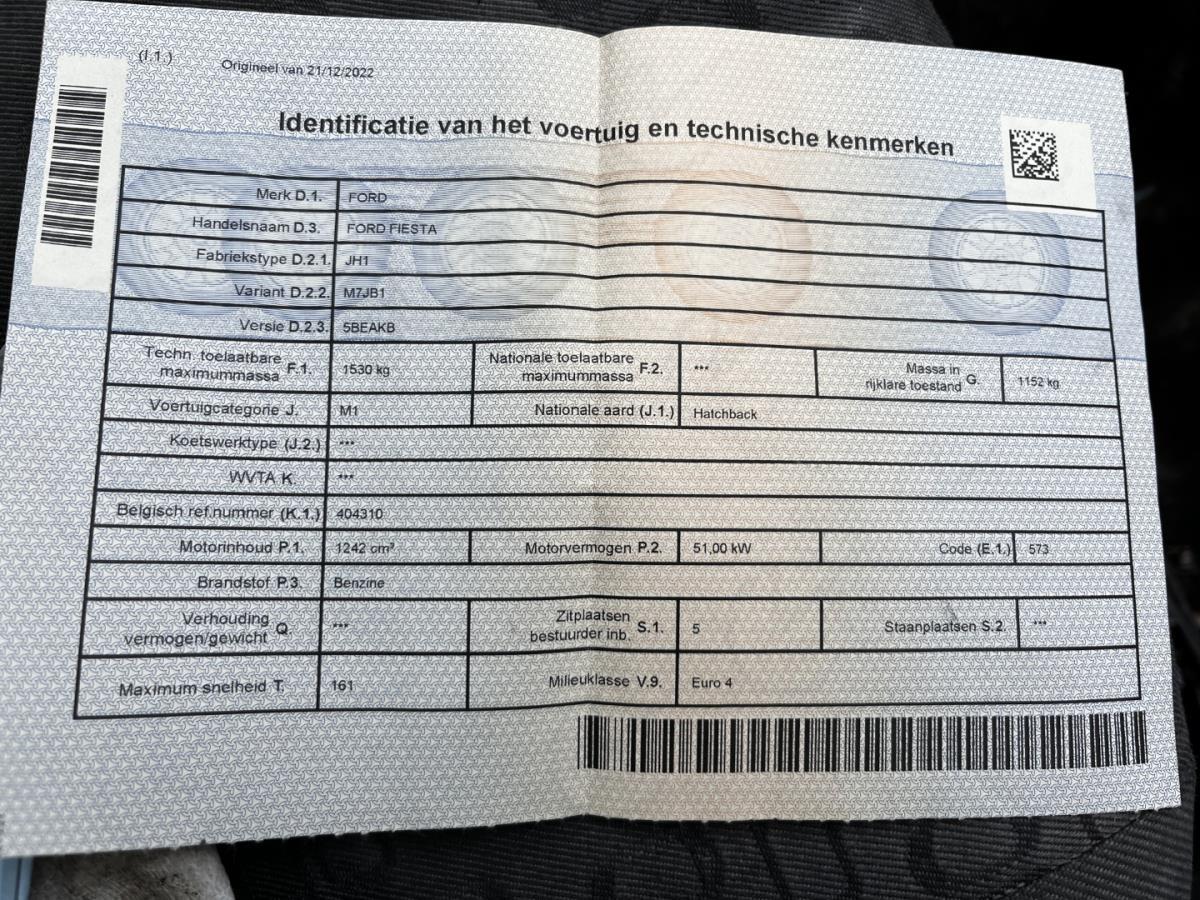 (I.1.) Origineel van 21/12/2022
Identificatie van het voertuig en technische kenmerken
Merk D.1. FORD
Handelsnaam D.3. FORD FIESTA
Fabriekstype D.2.1. JH1
Variant D.2.2. M7JB1
Versie D.2.3. 5BEAKB
Techn. toelaatbare maximummassa F.1. 1530 kg Nationale toelaatbare maximummassa F.2. *** Massa in rijklare toestand G. 1152 kg
Voertuigcategorie J. M1 Nationale aard (J.1.) Hatchback
Koetswerktype (J.2.) ***
WVTA K. ***
Belgisch ref.nummer (K.1.) 404310
Motorinhoud P.1. 1242 cm³ Motorvermogen P.2. 51,00 kW Code (E.1.) 573
Brandstof P.3. Benzine
Verhouding vermogen/gewicht Q. *** Zitplaatsen bestuurder inb. S.1. 5 Staanplaatsen S.2. ***
Maximum snelheid T. 161 Milieuklasse V.9. Euro 4